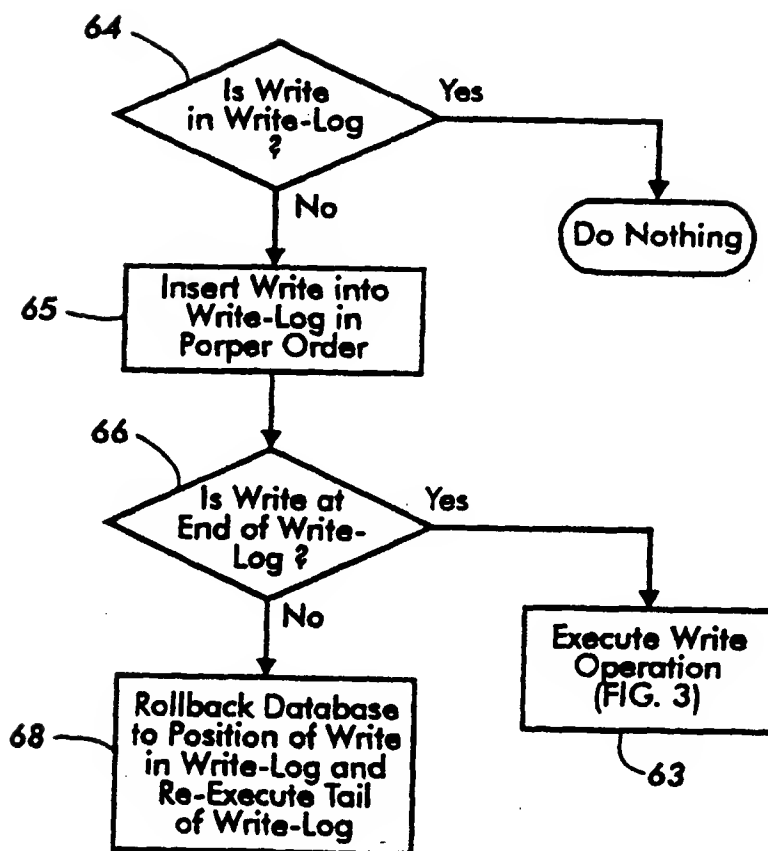 64
Is Write
in Write-Log
?
Yes
No
Do Nothing
65
Insert Write into
Write-Log in
Porper Order
66
Is Write at
End of Write-
Log ?
Yes
No
Execute Write
Operation
(FIG. 3)
63
68
Rollback Database
to Position of Write
in Write-Log and
Re-Execute Tail
of Write-Log